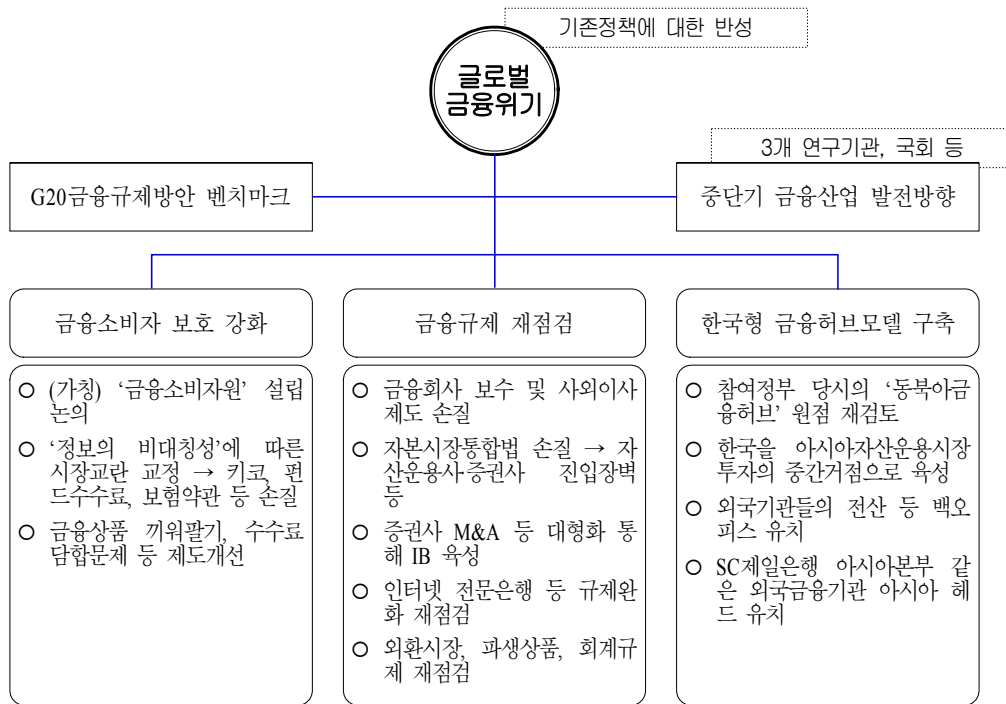 기존정책에 대한 반성
글로벌
금융위기
3개 연구기관, 국회 등
G20금융규제방안 벤치마크
중단기 금융산업 발전방향
금융소비자 보호 강화
금융규제 재점검
한국형 금융허브모델 구축
○ (가칭) ‘금융소비자원’ 설립
논의
○ ‘정보의 비대칭성’에 따른
시장교란 교정 → 키코, 펀
드수수료, 보험약관 등 손질
○ 금융상품 끼워팔기, 수수료
담합문제 등 제도개선
○ 금융회사 보수 및 사외이사
제도 손질
○ 자본시장통합법 손질 → 자
산운용사·증권사 진입장벽
등
○ 증권사 M&A 등 대형화 통
해 IB 육성
○ 인터넷 전문은행 등 규제완
화 재점검
○ 외환시장, 파생상품, 회계규
제 재점검
○ 참여정부 당시의 ‘동북아금
융허브’ 원점 재검토
○ 한국을 아시아자산운용시장
투자의 중간거점으로 육성
○ 외국기관들의 전산 등 백오
피스 유치
○ SC제일은행 아시아본부 같
은 외국금융기관 아시아 헤
드 유치